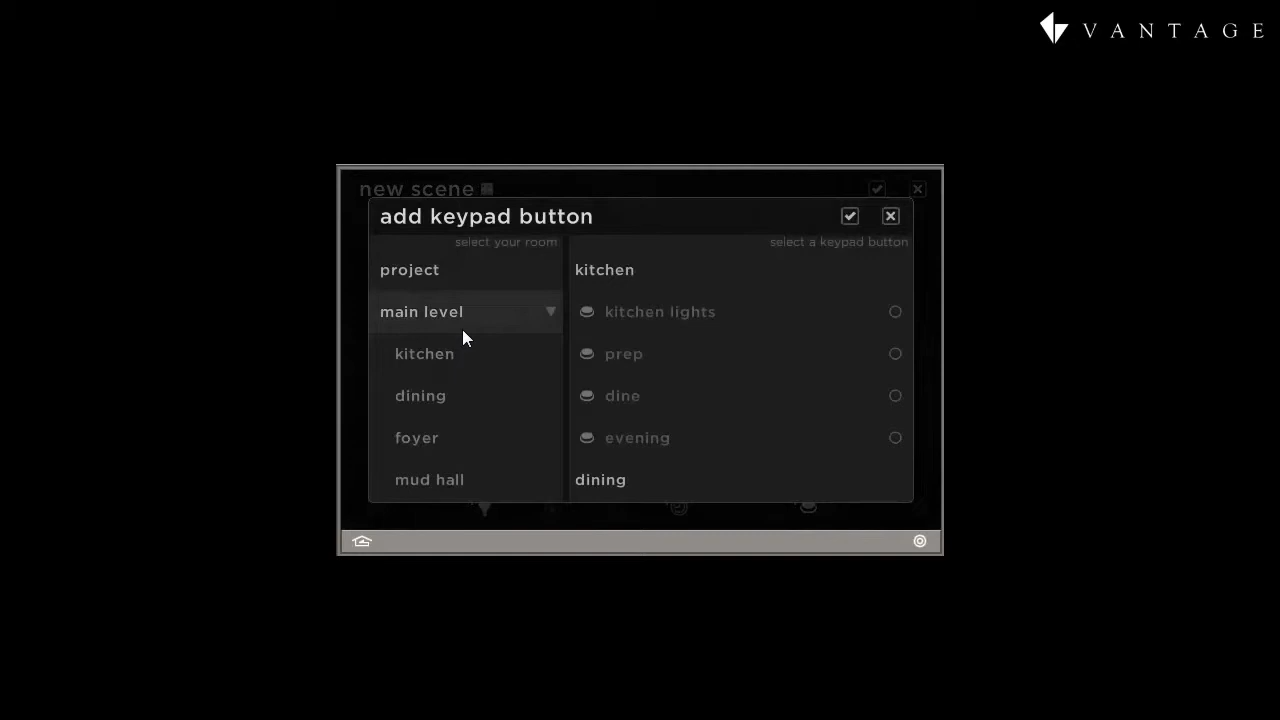 VANTAGE
new scene
add keypad button
select your room
select a keypad button
project
main level
kitchen
dining
foyer
mud hall
kitchen
kitchen lights
prep
dine
evening
dining